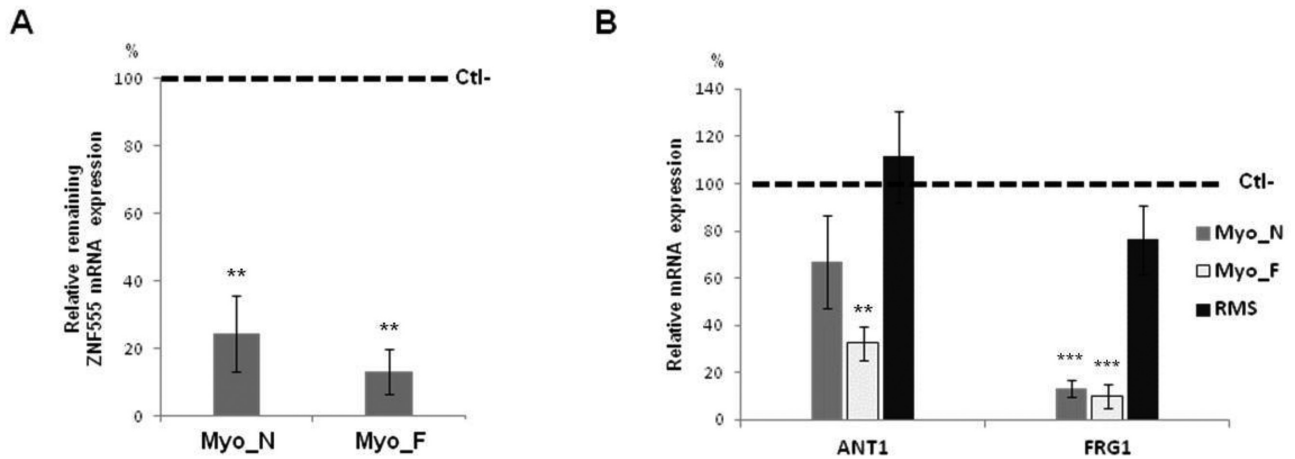 A
%
Relative remaining
ZNF555 mRNA expression
100
80
60
40
20
0
Ctl-
**
**
Myo_N
Myo_F
B
%
Relative mRNA expression
140
120
100
80
60
40
20
0
Ctl-
**
***
***
ANT1
FRG1
Myo_N
Myo_F
RMS